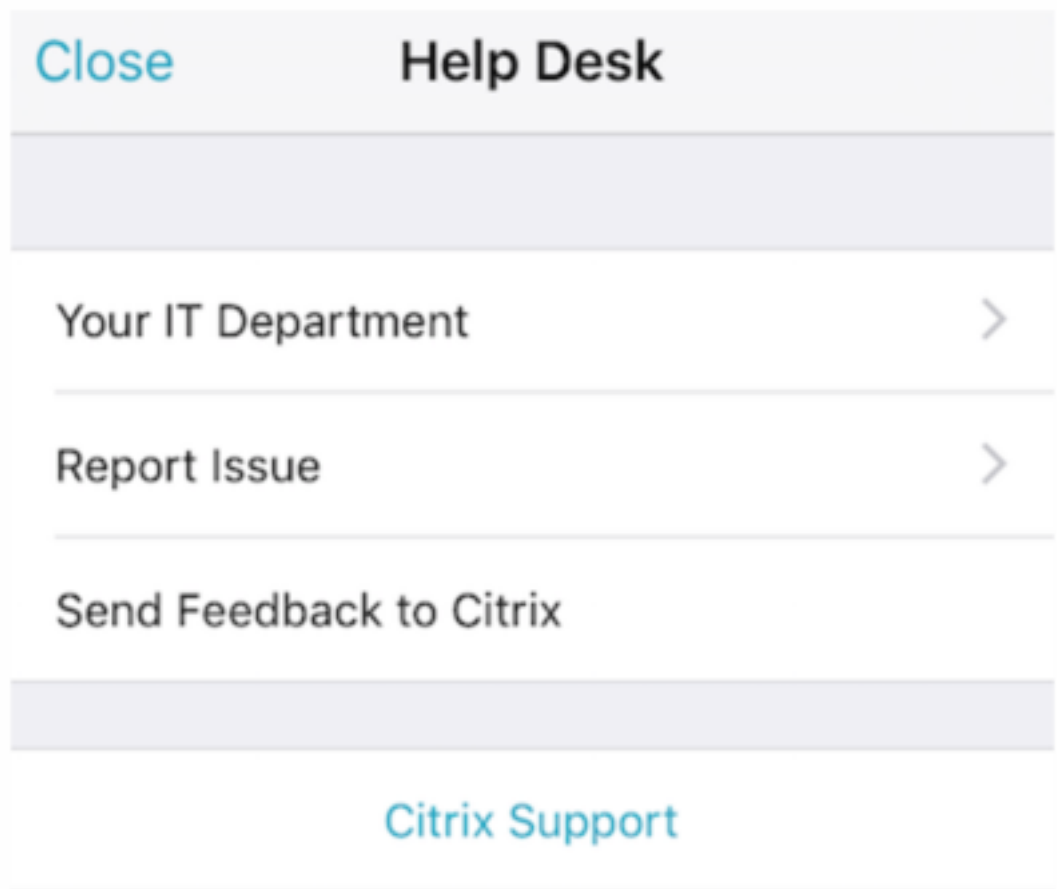 Close
Help Desk
Your IT Department
Report Issue
Send Feedback to Citrix
Citrix Support